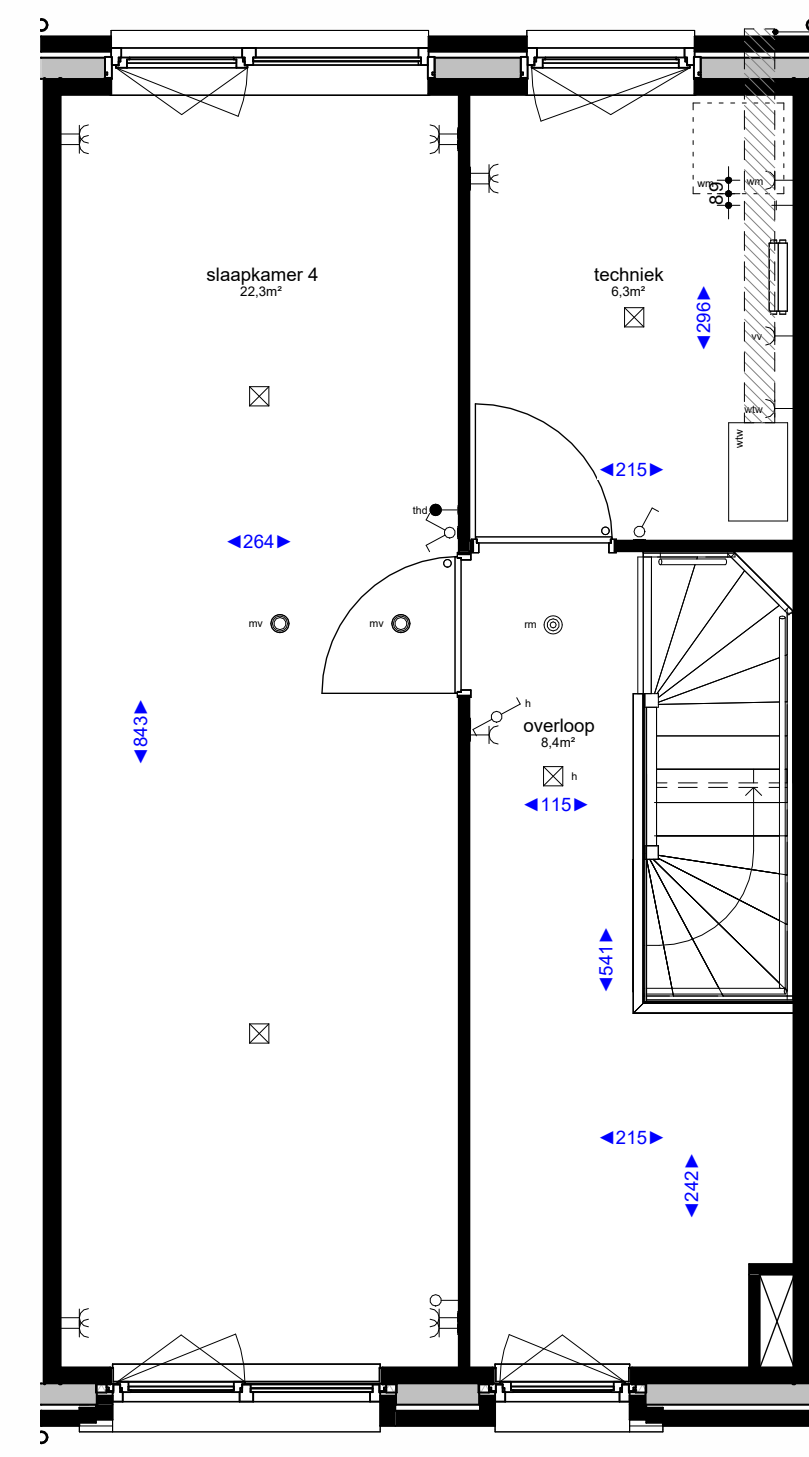 wm
wm
89
slaapkamer 4
22,3m²
techniek
6,3m²
296
vv
wtw
wtw
215
thd
264
mv
mv
rm
h
843
overloop
8,4m²
h
115
541
215
242